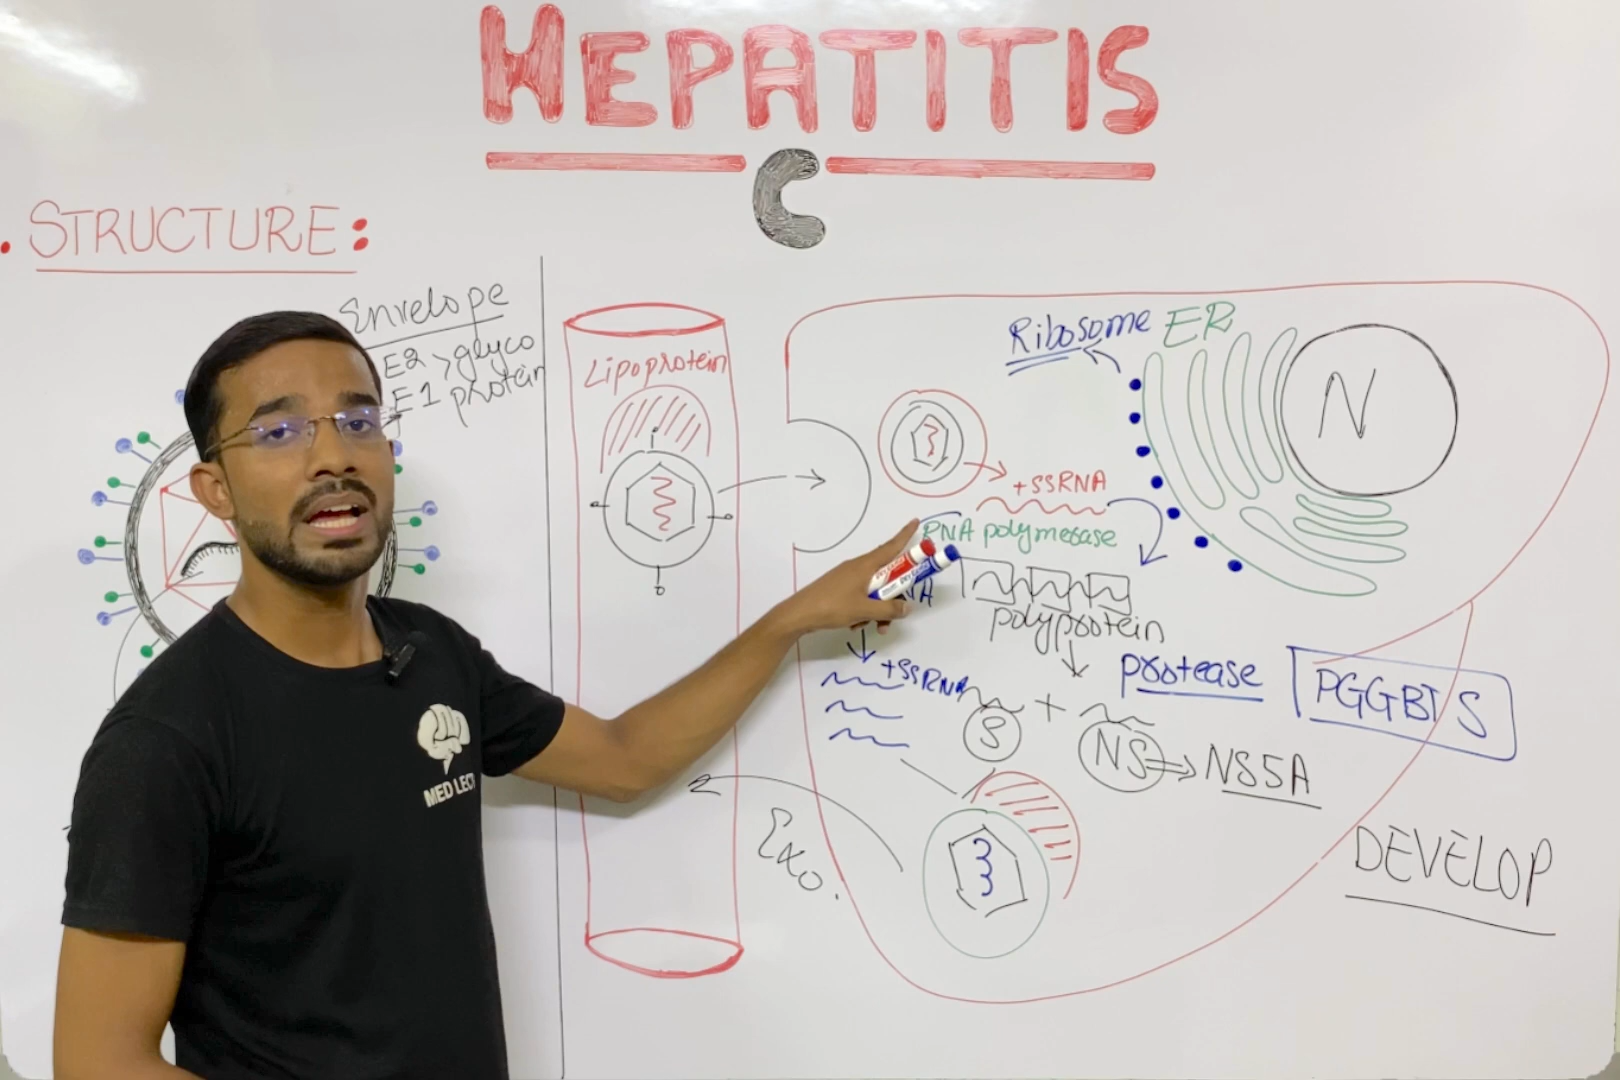 HEPATITIS
C
. STRUCTURE:
Envelope
E2 > glyco
E1 protein
Lipoprotein
Ribosome
ER
N
+SSRNA
RNA polymerase
polyprotein
protease
PGGBTS
+SSRNA
S
+
NS
NS5A
Exo.
DEVELOP
MED LECT